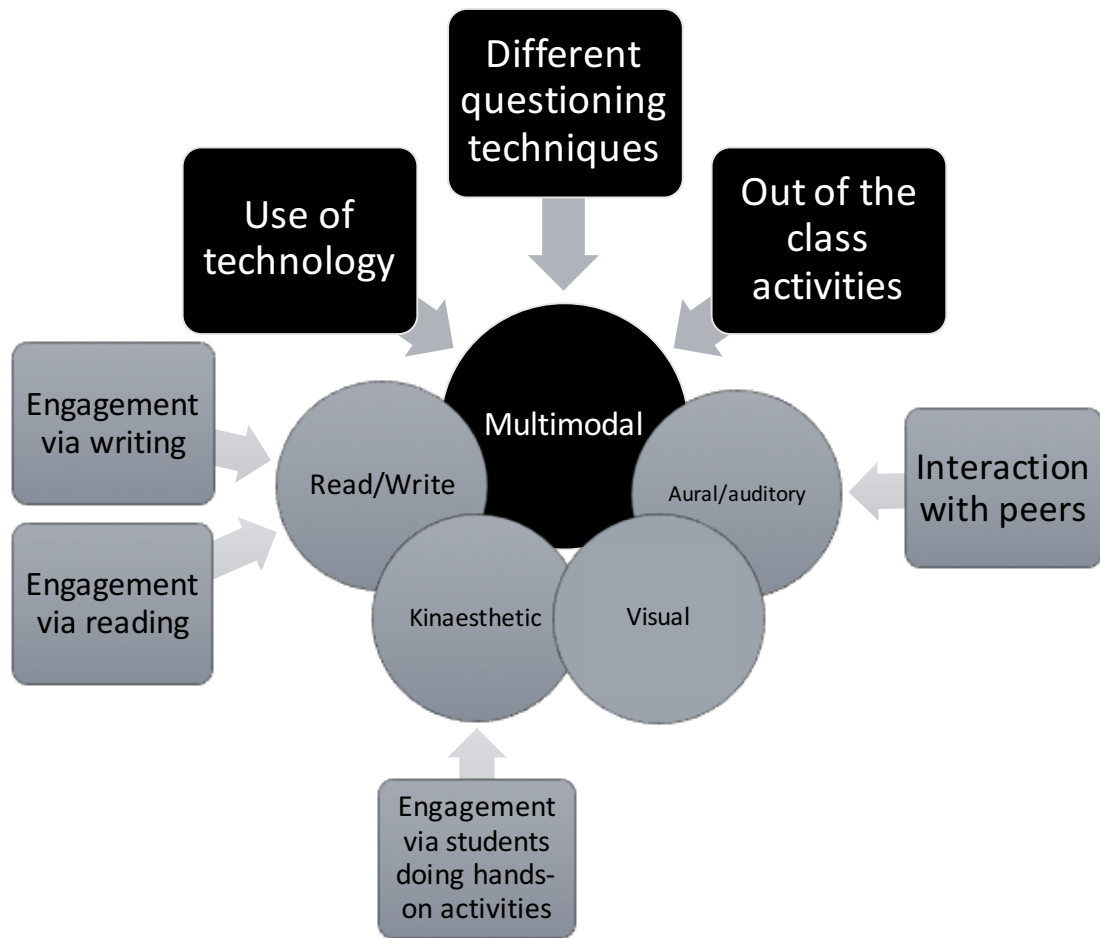 Different
questioning
techniques
Use of
technology
Out of the
class
activities
Engagement
via writing
Multimodal
Read/Write
Aural/auditory
Interaction
with peers
Engagement
via reading
Kinaesthetic
Visual
Engagement
via students
doing hands-
on activities